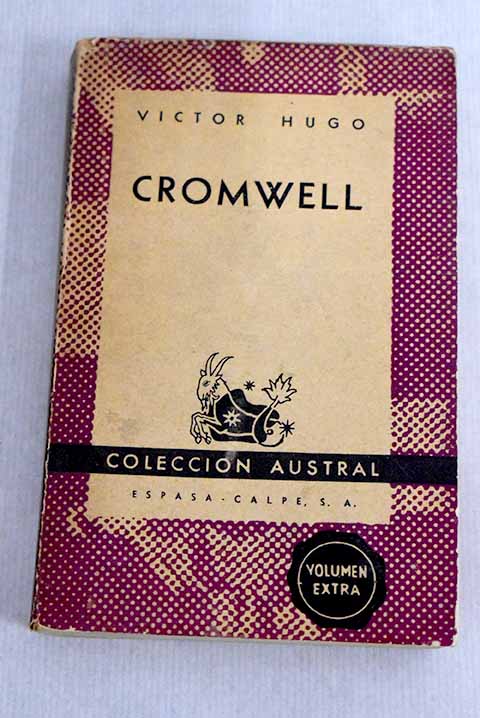 VICTOR HUGO
CROMWELL
COLECCION AUSTRAL
ESPASA-CALPE, S. A.
VOLUMEN
EXTRA